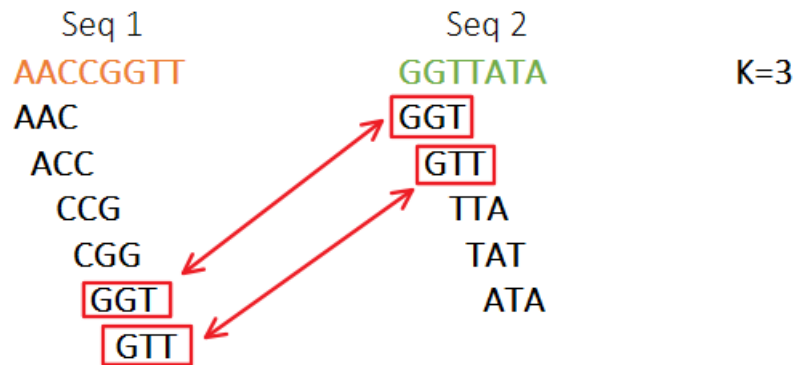 Seq 1 Seq 2
AACCGGTT GGTTATA K=3
AAC GGT
ACC GTT
CCG TTA
CGG TAT
GGT ATA
GTT